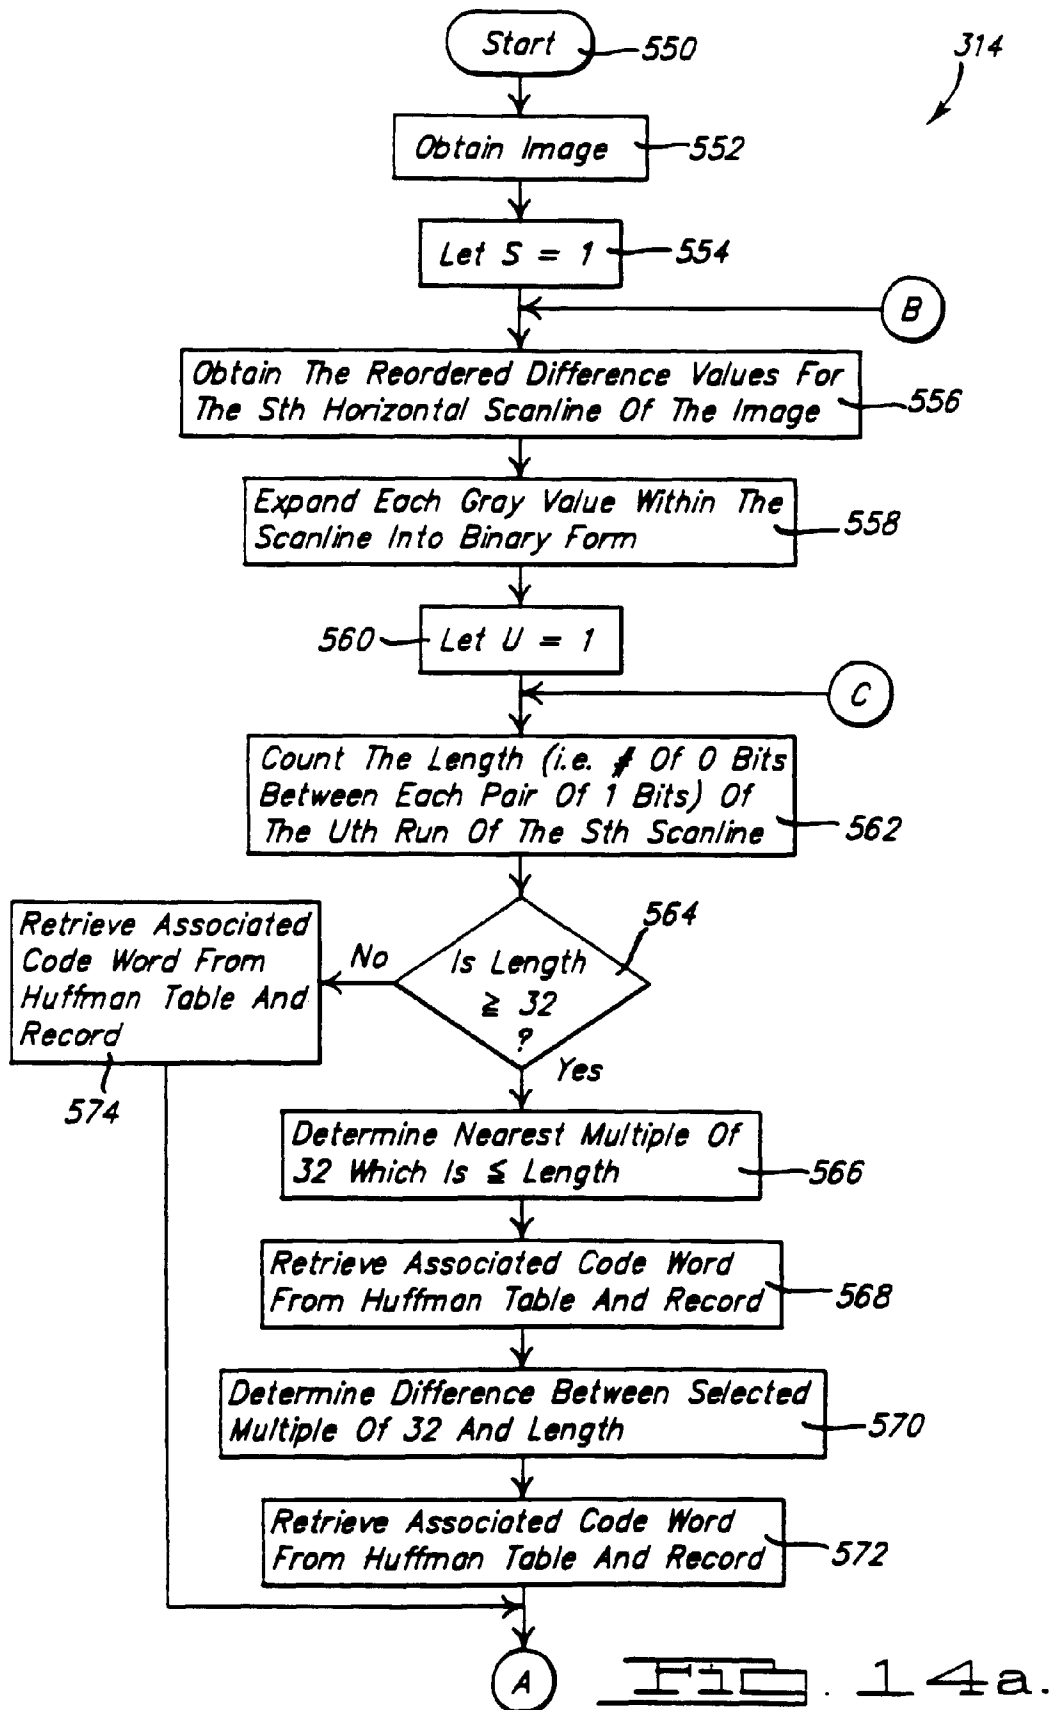 Start
550
314
Obtain Image
552
Let S = 1
554
B
Obtain The Reordered Difference Values For
The Sth Horizontal Scanline Of The Image
556
Expand Each Gray Value Within The
Scanline Into Binary Form
558
560
Let U = 1
C
Count The Length (i.e. # Of 0 Bits
Between Each Pair Of 1 Bits) Of
The Uth Run Of The Sth Scanline
562
564
Is Length
≧ 32
?
No
Yes
Retrieve Associated
Code Word From
Huffman Table And
Record
574
Determine Nearest Multiple Of
32 Which Is ≦ Length
566
Retrieve Associated Code Word
From Huffman Table And Record
568
Determine Difference Between Selected
Multiple Of 32 And Length
570
Retrieve Associated Code Word
From Huffman Table And Record
572
A
FIG. 14a.